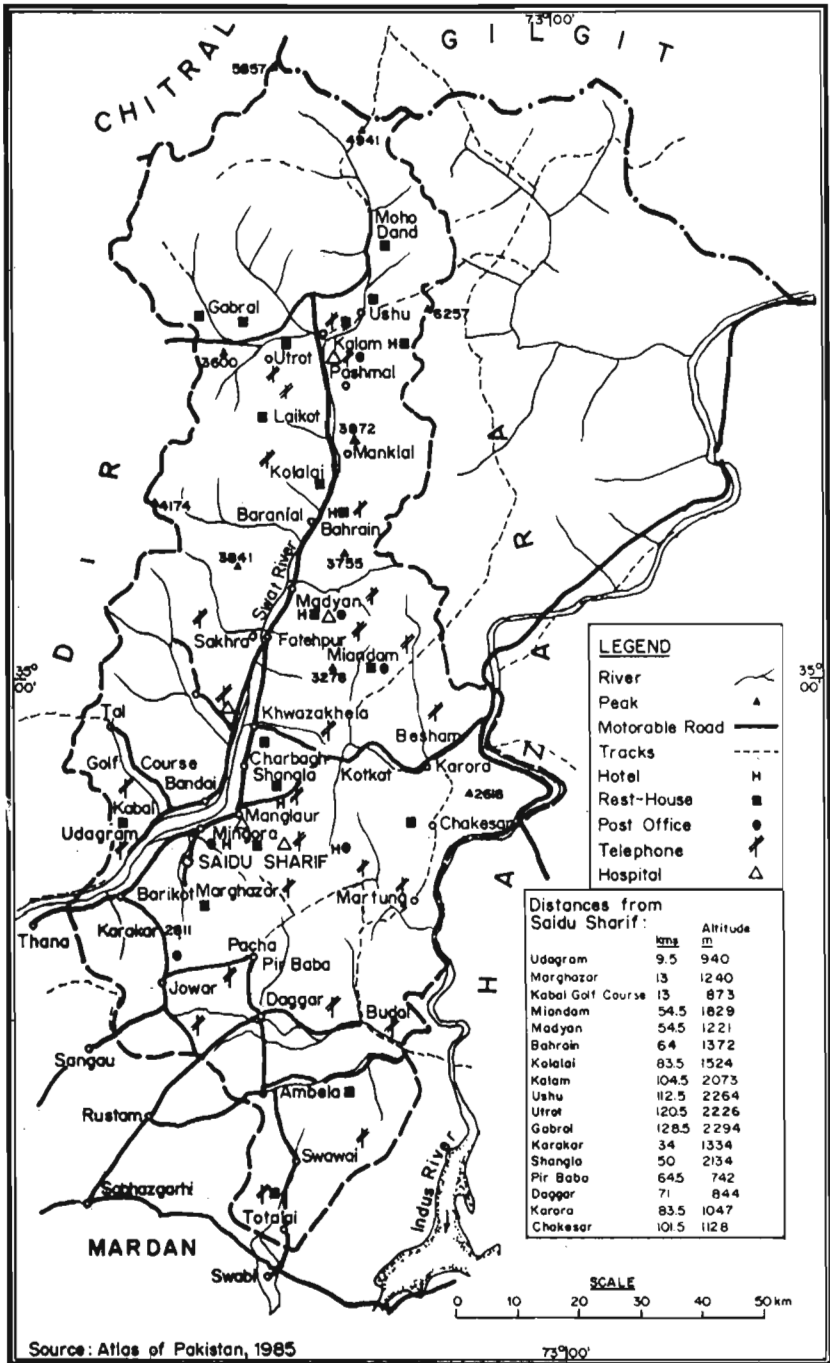 73°00'
CHITRAL
GILGIT
5857
4941
Moho
Dand
Gabral
Ushu
6257
Kalam H
3600
Utrot
Pashmal
Laikot
3872
Manklal
Kolalai
4174
Baranial
H
Bahrain
3841
3755
DIR
Swat River
Madyan
H
Sakhra
Fatehpur
Miandam
3276
35°
00'
35°
00'
HAZARA
Tal
Khwazakhela
Besham
Golf Course
Charbagh
Kotkat
Karora
Bandai
Shangla
H
2618
Kabal
Manglaur
Chakesar
Udagram
Mingora
H
H
SAIDU SHARIF
Barikot
Marghazar
Martung
Thana
Karakar 2811
Pacha
Pir Baba
Jowar
Daggar
Budal
Sangau
Ambela
Rustam
Swawai
Indus River
Sabhazgarhi
Totalai
MARDAN
Swabi
LEGEND
River
Peak
Motorable Road
Tracks
Hotel H
Rest-House
Post Office
Telephone
Hospital
Distances from
Saidu Sharif:
kms Altitude m
Udagram 9.5 940
Marghazar 13 1240
Kabal Golf Course 13 873
Miandam 54.5 1829
Madyan 54.5 1221
Bahrain 64 1372
Kolalai 83.5 1524
Kalam 104.5 2073
Ushu 112.5 2264
Utrot 120.5 2226
Gabral 128.5 2294
Karakar 34 1334
Shangla 50 2134
Pir Baba 64.5 742
Daggar 71 844
Karora 83.5 1047
Chakesar 101.5 1128
SCALE
0 10 20 30 40 50 km
Source: Atlas of Pakistan, 1985
73°00'